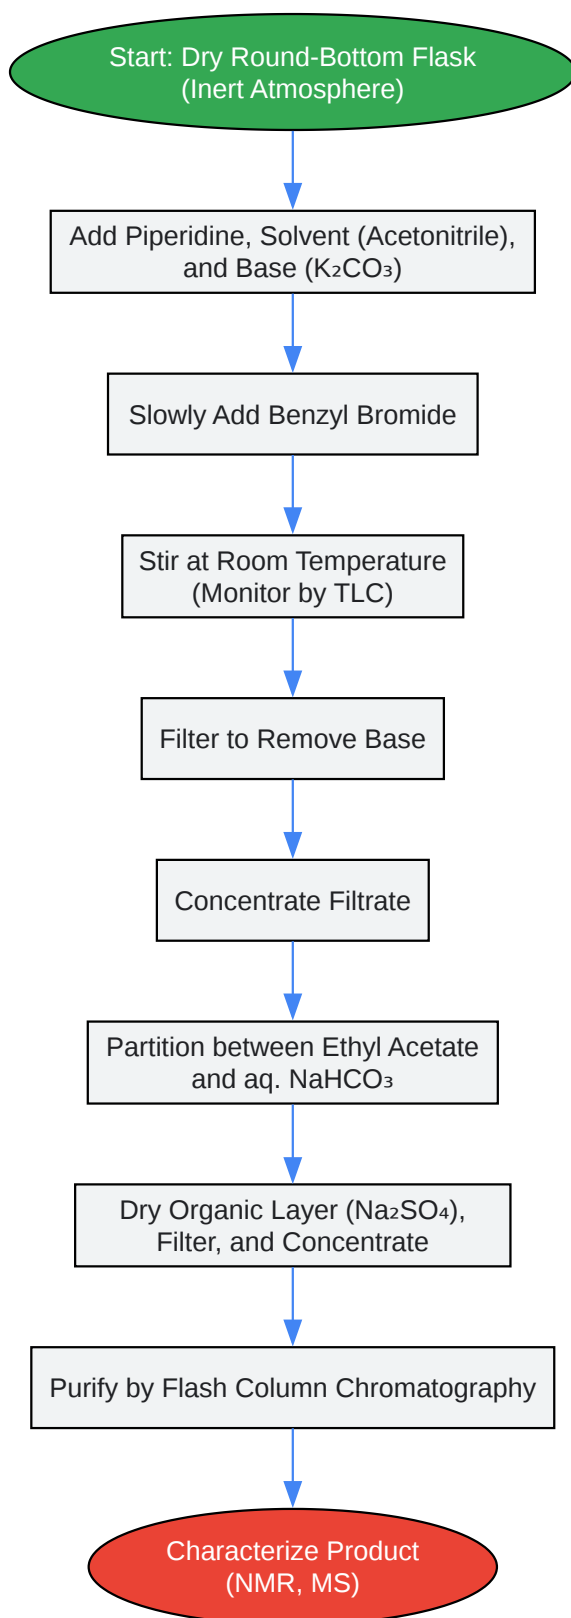 Start: Dry Round-Bottom Flask
(Inert Atmosphere)
Add Piperidine, Solvent (Acetonitrile),
and Base (K₂CO₃)
Slowly Add Benzyl Bromide
Stir at Room Temperature
(Monitor by TLC)
Filter to Remove Base
Concentrate Filtrate
Partition between Ethyl Acetate
and aq. NaHCO₃
Dry Organic Layer (Na₂SO₄),
Filter, and Concentrate
Purify by Flash Column Chromatography
Characterize Product
(NMR, MS)